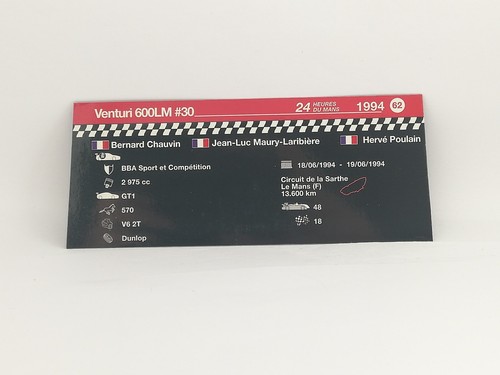 Venturi 600LM #30 24 HEURES DU MANS 1994 62
Bernard Chauvin Jean-Luc Maury-Laribière Hervé Poulain
BBA Sport et Compétition
2 975 cc
GT1
570
V6 2T
Dunlop
18/06/1994 - 19/06/1994
Circuit de la Sarthe
Le Mans (F)
13.600 km
48
18